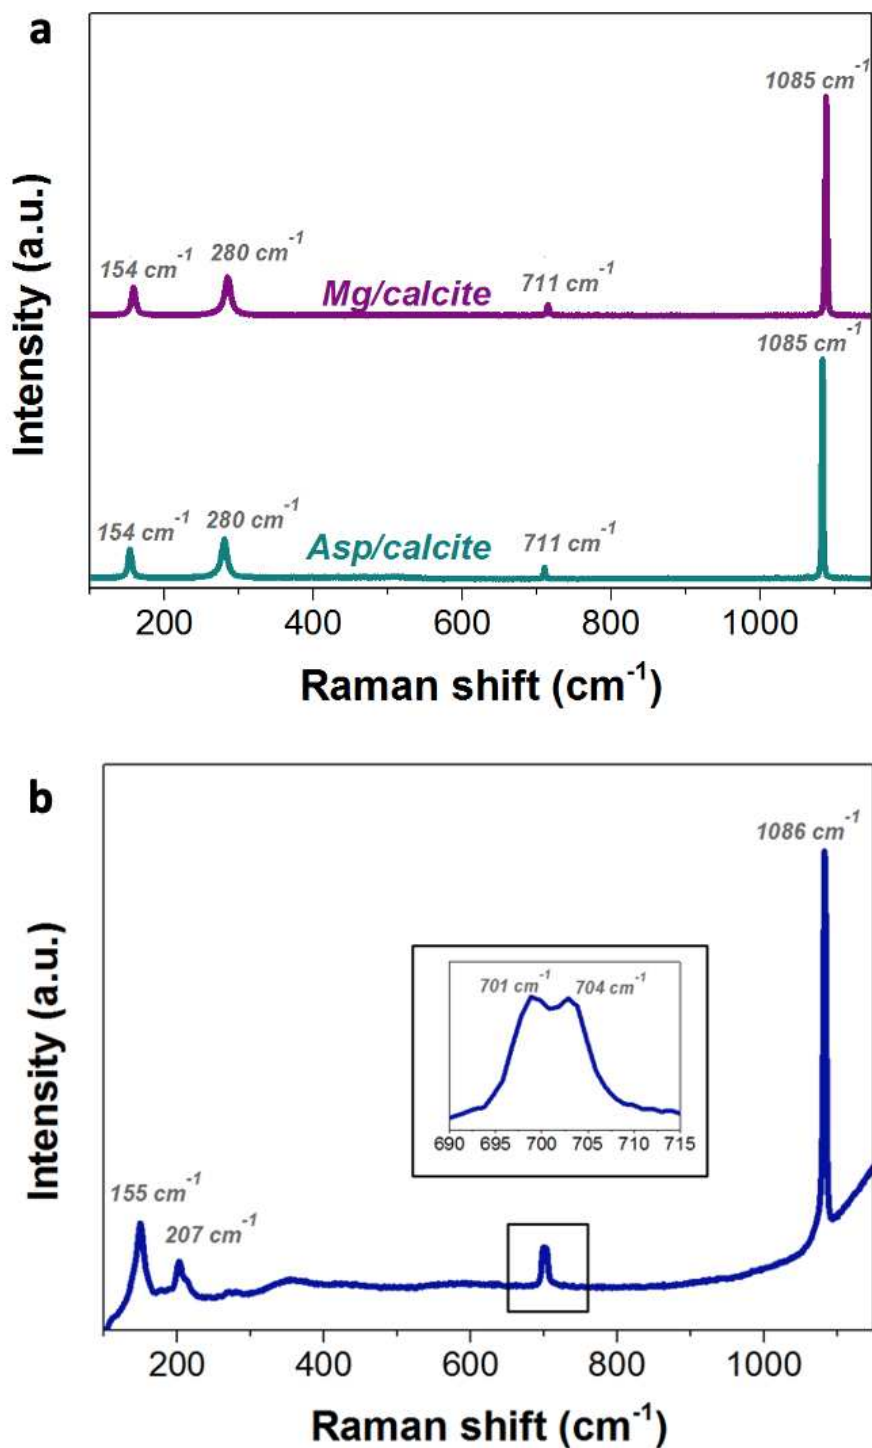 a
1085 cm⁻¹
154 cm⁻¹
280 cm⁻¹
Mg/calcite
711 cm⁻¹
1085 cm⁻¹
154 cm⁻¹
280 cm⁻¹
Asp/calcite
711 cm⁻¹
Intensity (a.u.)
200 400 600 800 1000
Raman shift (cm⁻¹)
b
1086 cm⁻¹
701 cm⁻¹ 704 cm⁻¹
690 695 700 705 710 715
155 cm⁻¹
207 cm⁻¹
Intensity (a.u.)
200 400 600 800 1000
Raman shift (cm⁻¹)